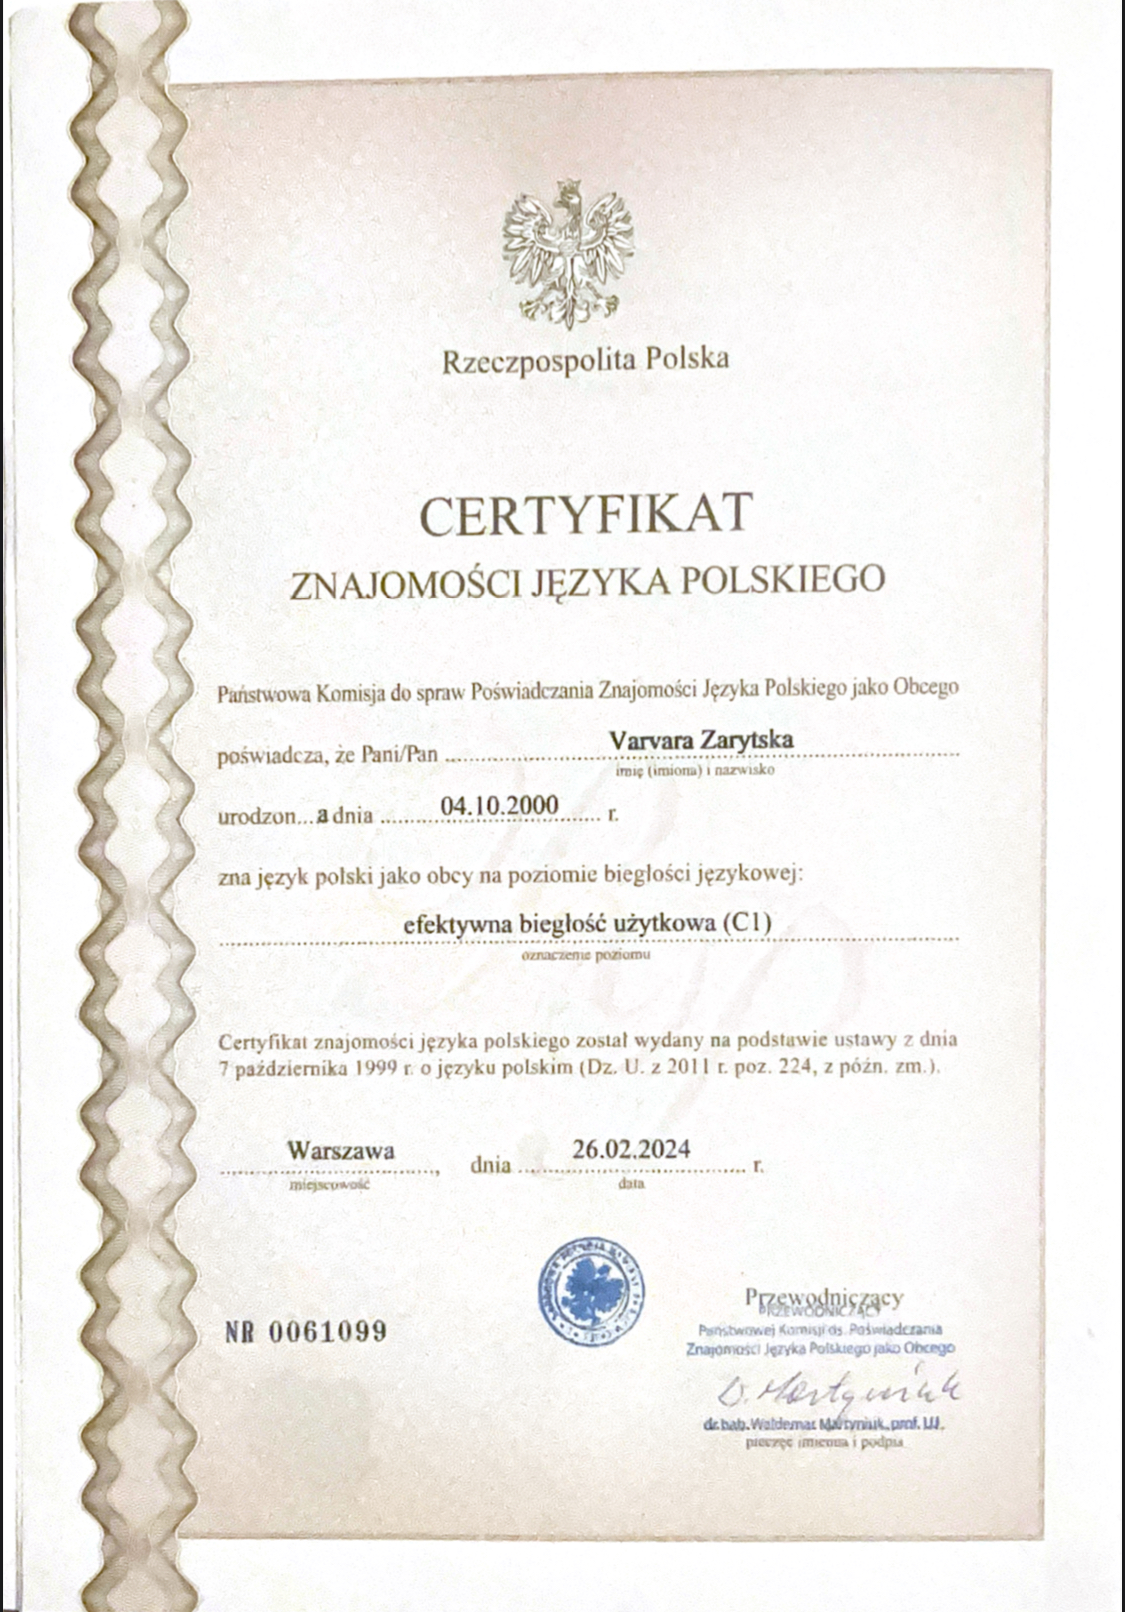 Rzeczpospolita Polska
CERTYFIKAT
ZNAJOMOŚCI JĘZYKA POLSKIEGO
Państwowa Komisja do spraw Poświadczania Znajomości Języka Polskiego jako Obcego
poświadcza, że Pani/Pan Varvara Zarytska
imię (imiona) i nazwisko
urodzon...a dnia 04.10.2000 r.
zna język polski jako obcy na poziomie biegłości językowej:
efektywna biegłość użytkowa (C1)
oznaczenie poziomu
Certyfikat znajomości języka polskiego został wydany na podstawie ustawy z dnia
7 października 1999 r. o języku polskim (Dz. U. z 2011 r. poz. 224, z późn. zm.).
Warszawa, dnia 26.02.2024 r.
miejscowość data
NR 0061099
Przewodniczący
PRZEWODNICZĄCY
Państwowej Komisji ds. Poświadczania
Znajomości Języka Polskiego jako Obcego
W. Martyniuk
dr hab. Waldemar Martyniuk, prof. UJ
pieczęć imienna i podpis